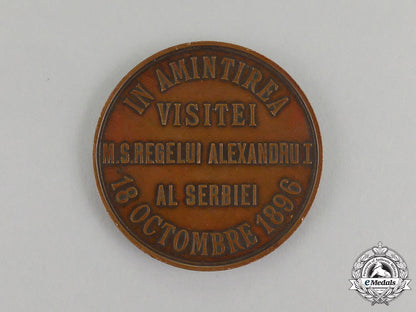 IN AMINTIREA
VISITEI
M.S.REGELUI ALEXANDRU I
AL SERBIEI
18 OCTOMBRE 1896
eMedals